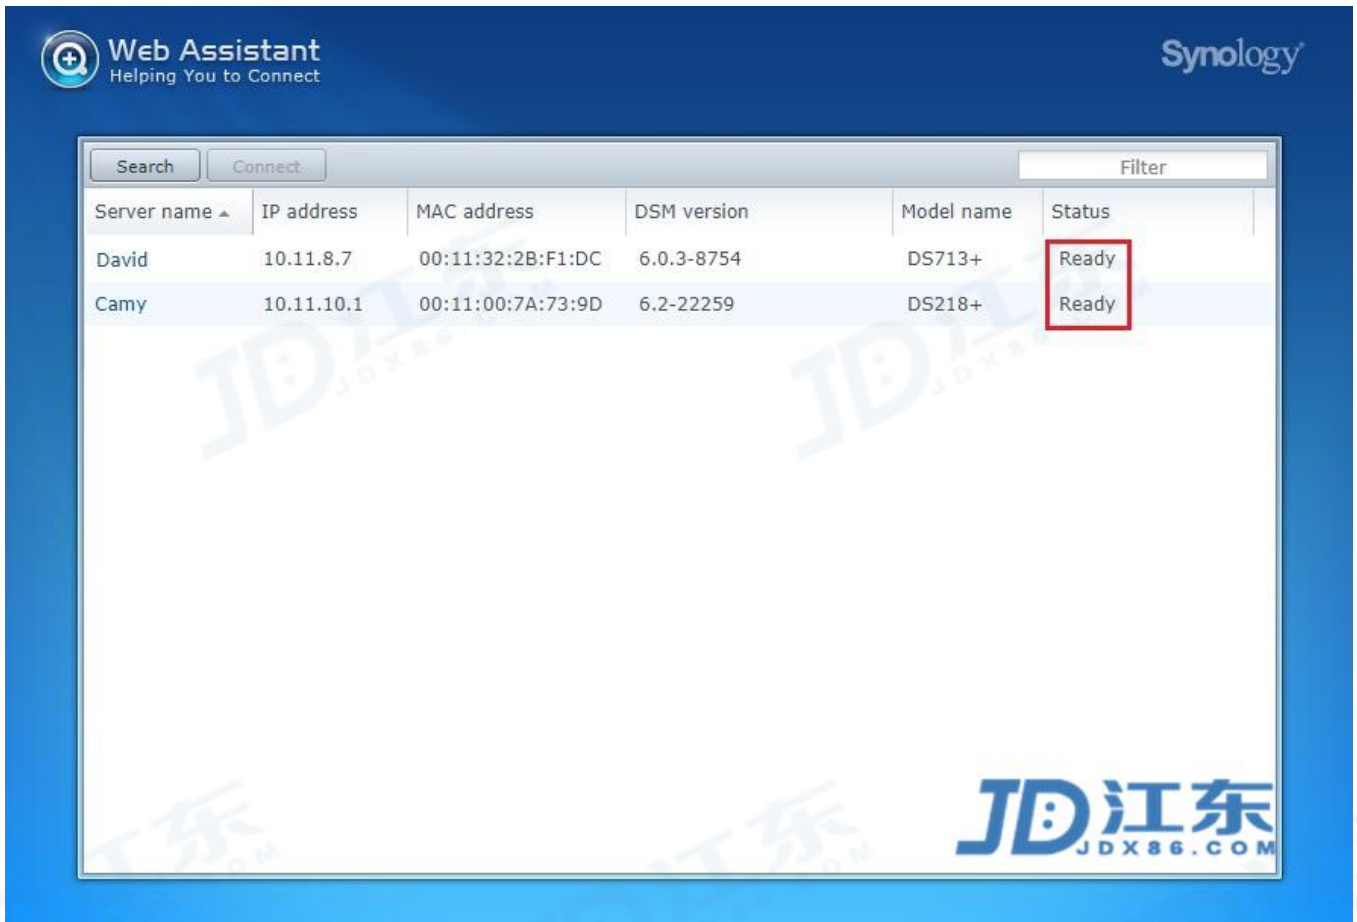 Web Assistant
Helping You to Connect
Synology
Search Connect Filter
Server name IP address MAC address DSM version Model name Status
David 10.11.8.7 00:11:32:2B:F1:DC 6.0.3-8754 DS713+ Ready
Camy 10.11.10.1 00:11:00:7A:73:9D 6.2-22259 DS218+ Ready
JD江东
JDX86.COM